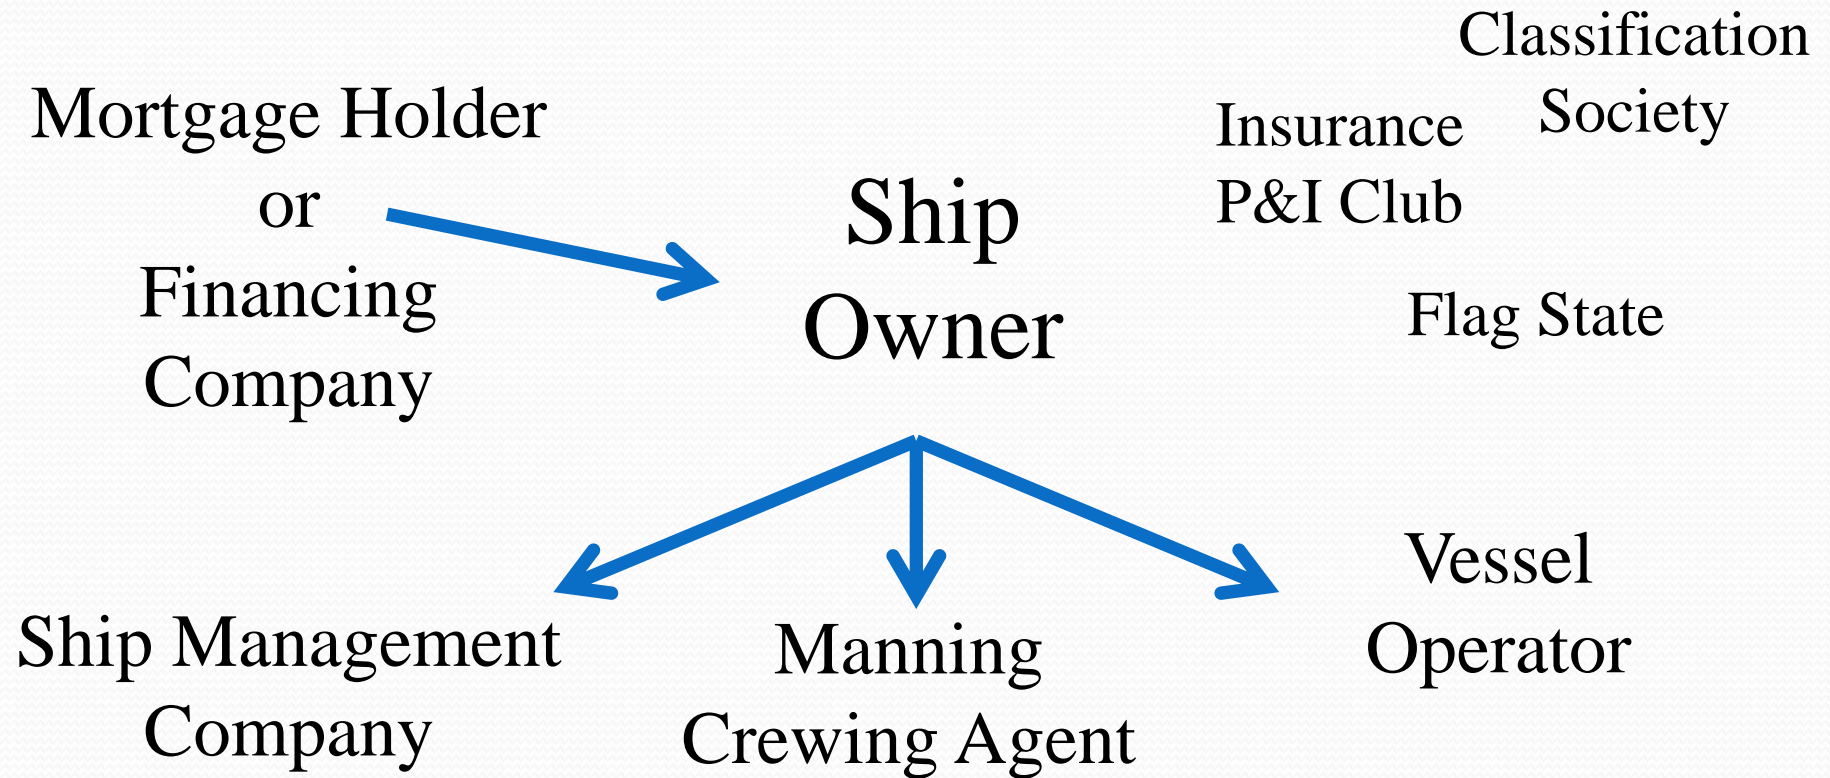 Mortgage Holder
or
Financing
Company
Ship
Owner
Insurance
P&I Club
Classification
Society
Flag State
Ship Management
Company
Manning
Crewing Agent
Vessel
Operator